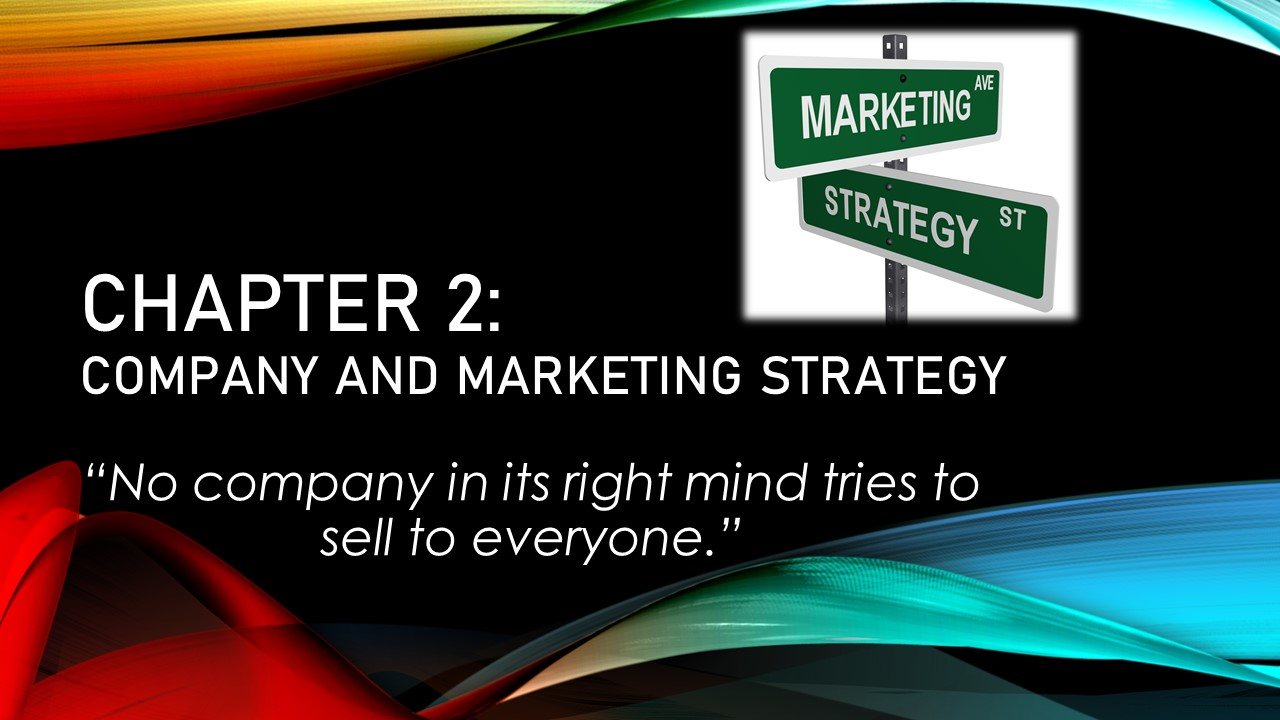 MARKETING AVE
STRATEGY ST
CHAPTER 2:
COMPANY AND MARKETING STRATEGY
“No company in its right mind tries to
sell to everyone.”